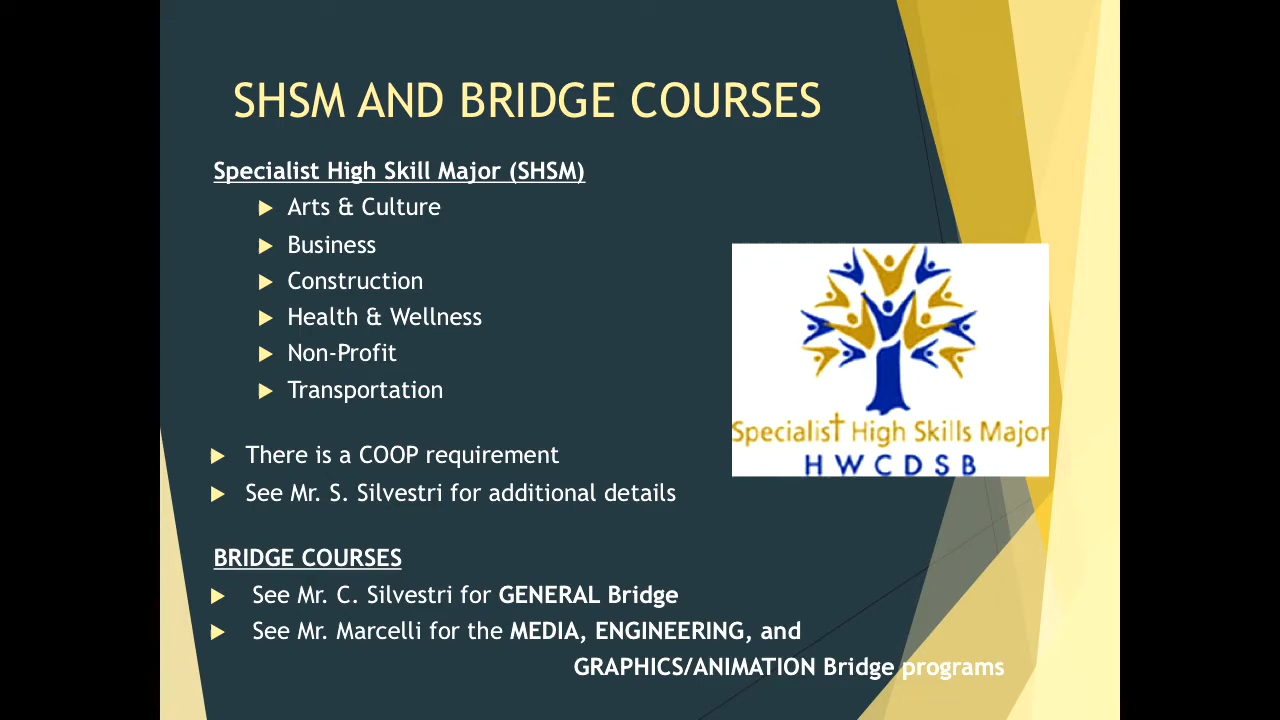 SHSM AND BRIDGE COURSES
Specialist High Skill Major (SHSM)
Arts & Culture
Business
Construction
Health & Wellness
Non-Profit
Transportation
There is a COOP requirement
See Mr. S. Silvestri for additional details
Specialist High Skills Major
HWCDSB
BRIDGE COURSES
See Mr. C. Silvestri for GENERAL Bridge
See Mr. Marcelli for the MEDIA, ENGINEERING, and
GRAPHICS/ANIMATION Bridge programs